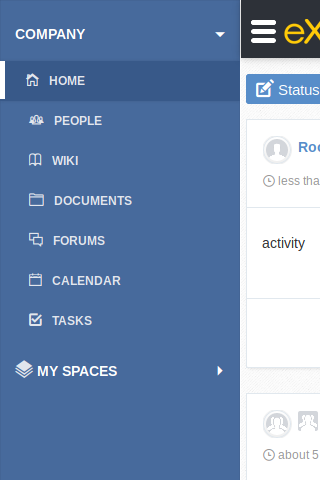 COMPANY
HOME
PEOPLE
WIKI
DOCUMENTS
FORUMS
CALENDAR
TASKS
MY SPACES
eX
Status
Roo
less tha
activity
about 5